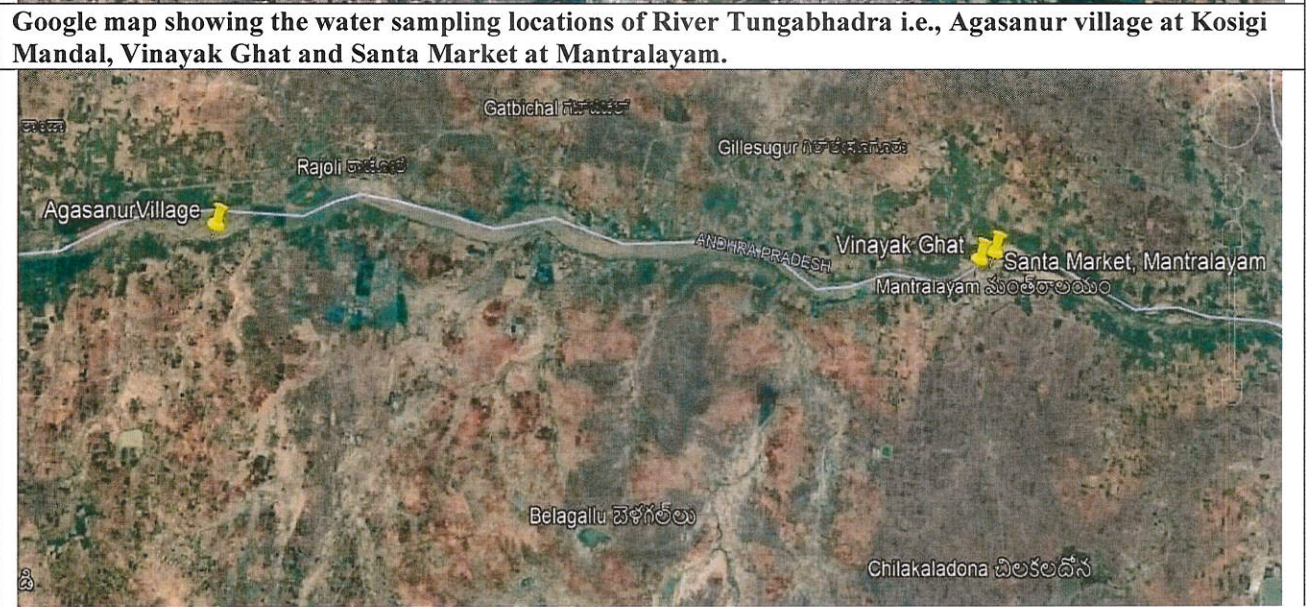 Google map showing the water sampling locations of River Tungabhadra i.e., Agasanur village at Kosigi
Mandal, Vinayak Ghat and Santa Market at Mantralayam.
Gatbichal
Gillesugur
Rajoli
AgasanurVillage
ANDHRA PRADESH
Vinayak Ghat
Santa Market, Mantralayam
Mantralayam మంత్రాలయం
Belagallu బెళగల్‌లు
Chilakaladona చిలకలదోన
డి